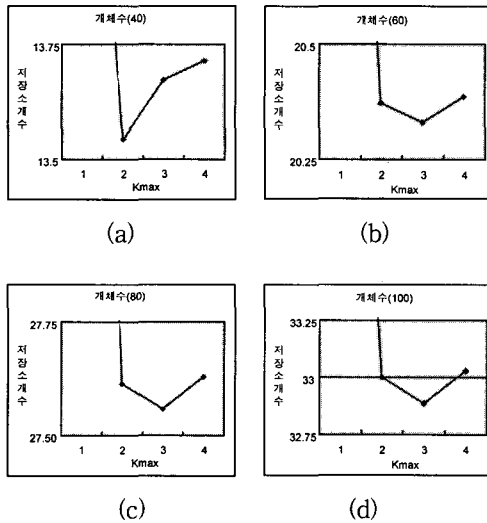 개체수(40)
13.75
저장소개수
13.5
1 2 3 4
Kmax
(a)
개체수(60)
20.5
저장소개수
20.25
1 2 3 4
Kmax
(b)
개체수(80)
27.75
저장소개수
27.50
1 2 3 4
Kmax
(c)
개체수(100)
33.25
저장소개수
33
32.75
1 2 3 4
Kmax
(d)